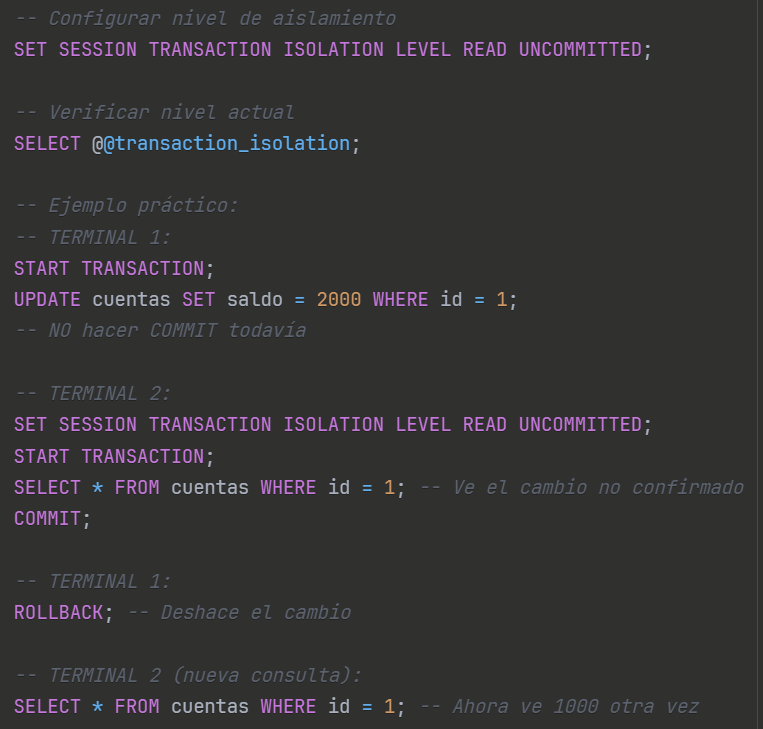 -- Configurar nivel de aislamiento
SET SESSION TRANSACTION ISOLATION LEVEL READ UNCOMMITTED;
-- Verificar nivel actual
SELECT @@transaction_isolation;
-- Ejemplo práctico:
-- TERMINAL 1:
START TRANSACTION;
UPDATE cuentas SET saldo = 2000 WHERE id = 1;
-- NO hacer COMMIT todavía
-- TERMINAL 2:
SET SESSION TRANSACTION ISOLATION LEVEL READ UNCOMMITTED;
START TRANSACTION;
SELECT * FROM cuentas WHERE id = 1; -- Ve el cambio no confirmado
COMMIT;
-- TERMINAL 1:
ROLLBACK; -- Deshace el cambio
-- TERMINAL 2 (nueva consulta):
SELECT * FROM cuentas WHERE id = 1; -- Ahora ve 1000 otra vez